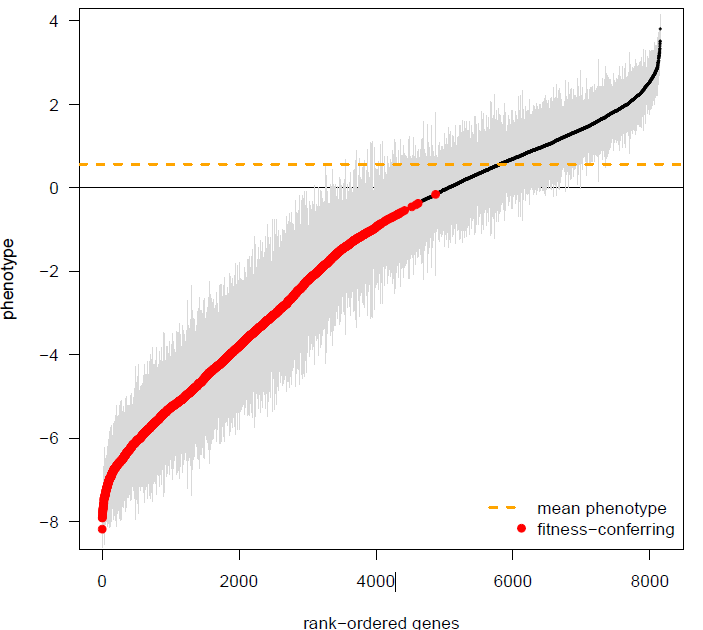 4
2
0
−2
−4
−6
−8
phenotype
mean phenotype
fitness−conferring
0 2000 4000 6000 8000
rank−ordered genes